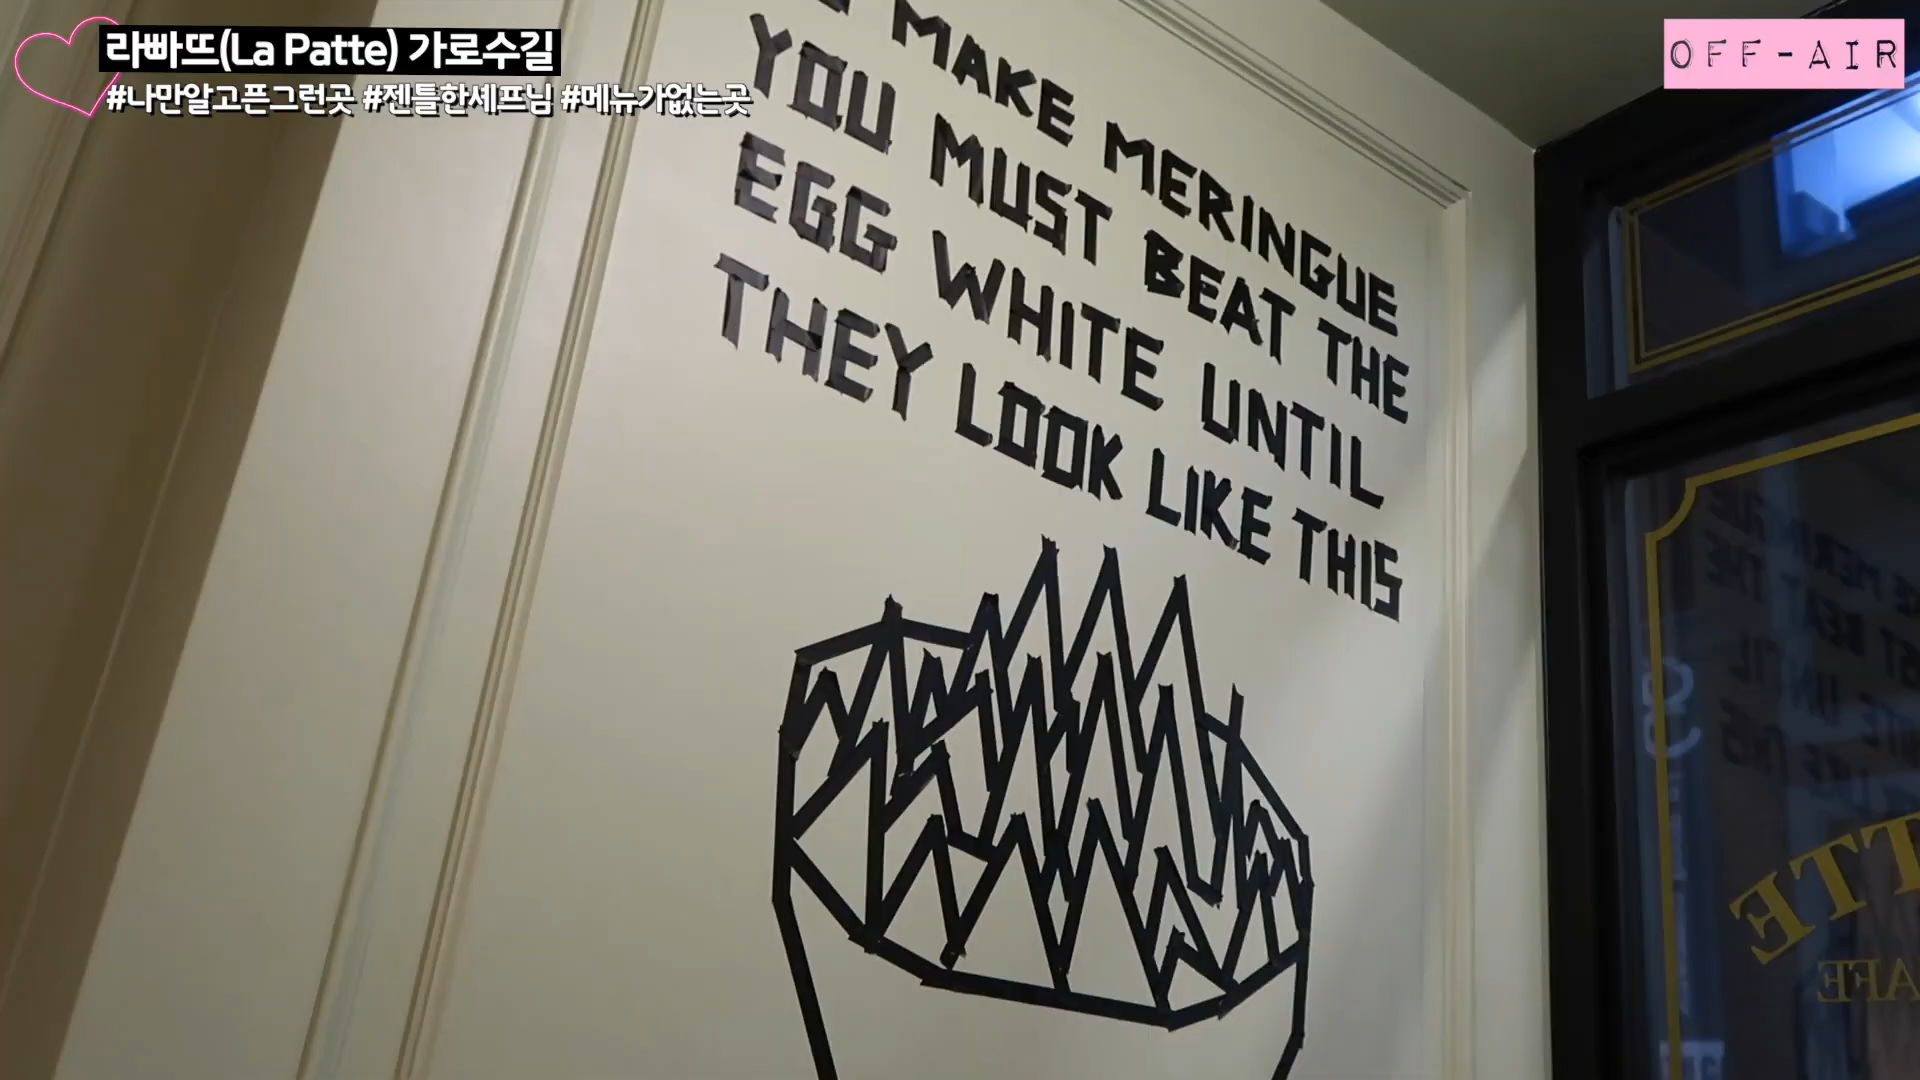 라빠뜨(La Patte) 가로수길
#나만알고픈그런곳 #젠틀한셰프님 #메뉴가없는곳
OFF-AIR
MAKE MERINGUE
YOU MUST BEAT THE
EGG WHITE UNTIL
THEY LOOK LIKE THIS